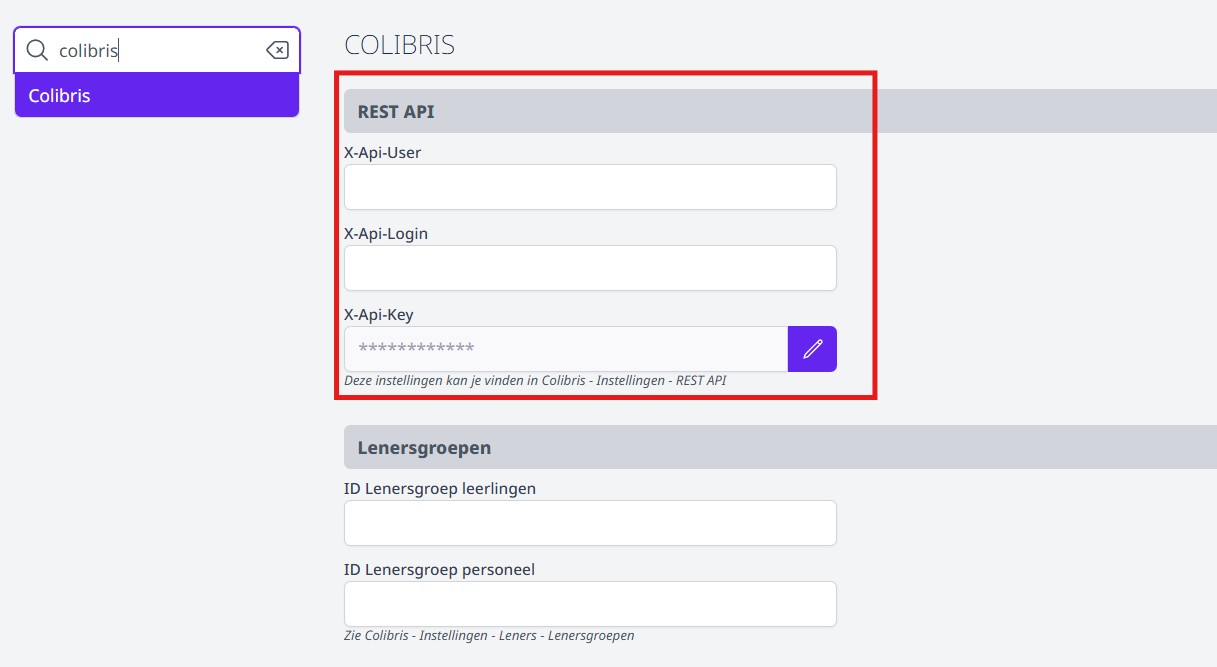 colibris
Colibris
COLIBRIS
REST API
X-Api-User
X-Api-Login
X-Api-Key
************
Deze instellingen kan je vinden in Colibris - Instellingen - REST API
Lenersgroepen
ID Lenersgroep leerlingen
ID Lenersgroep personeel
Zie Colibris - Instellingen - Leners - Lenersgroepen